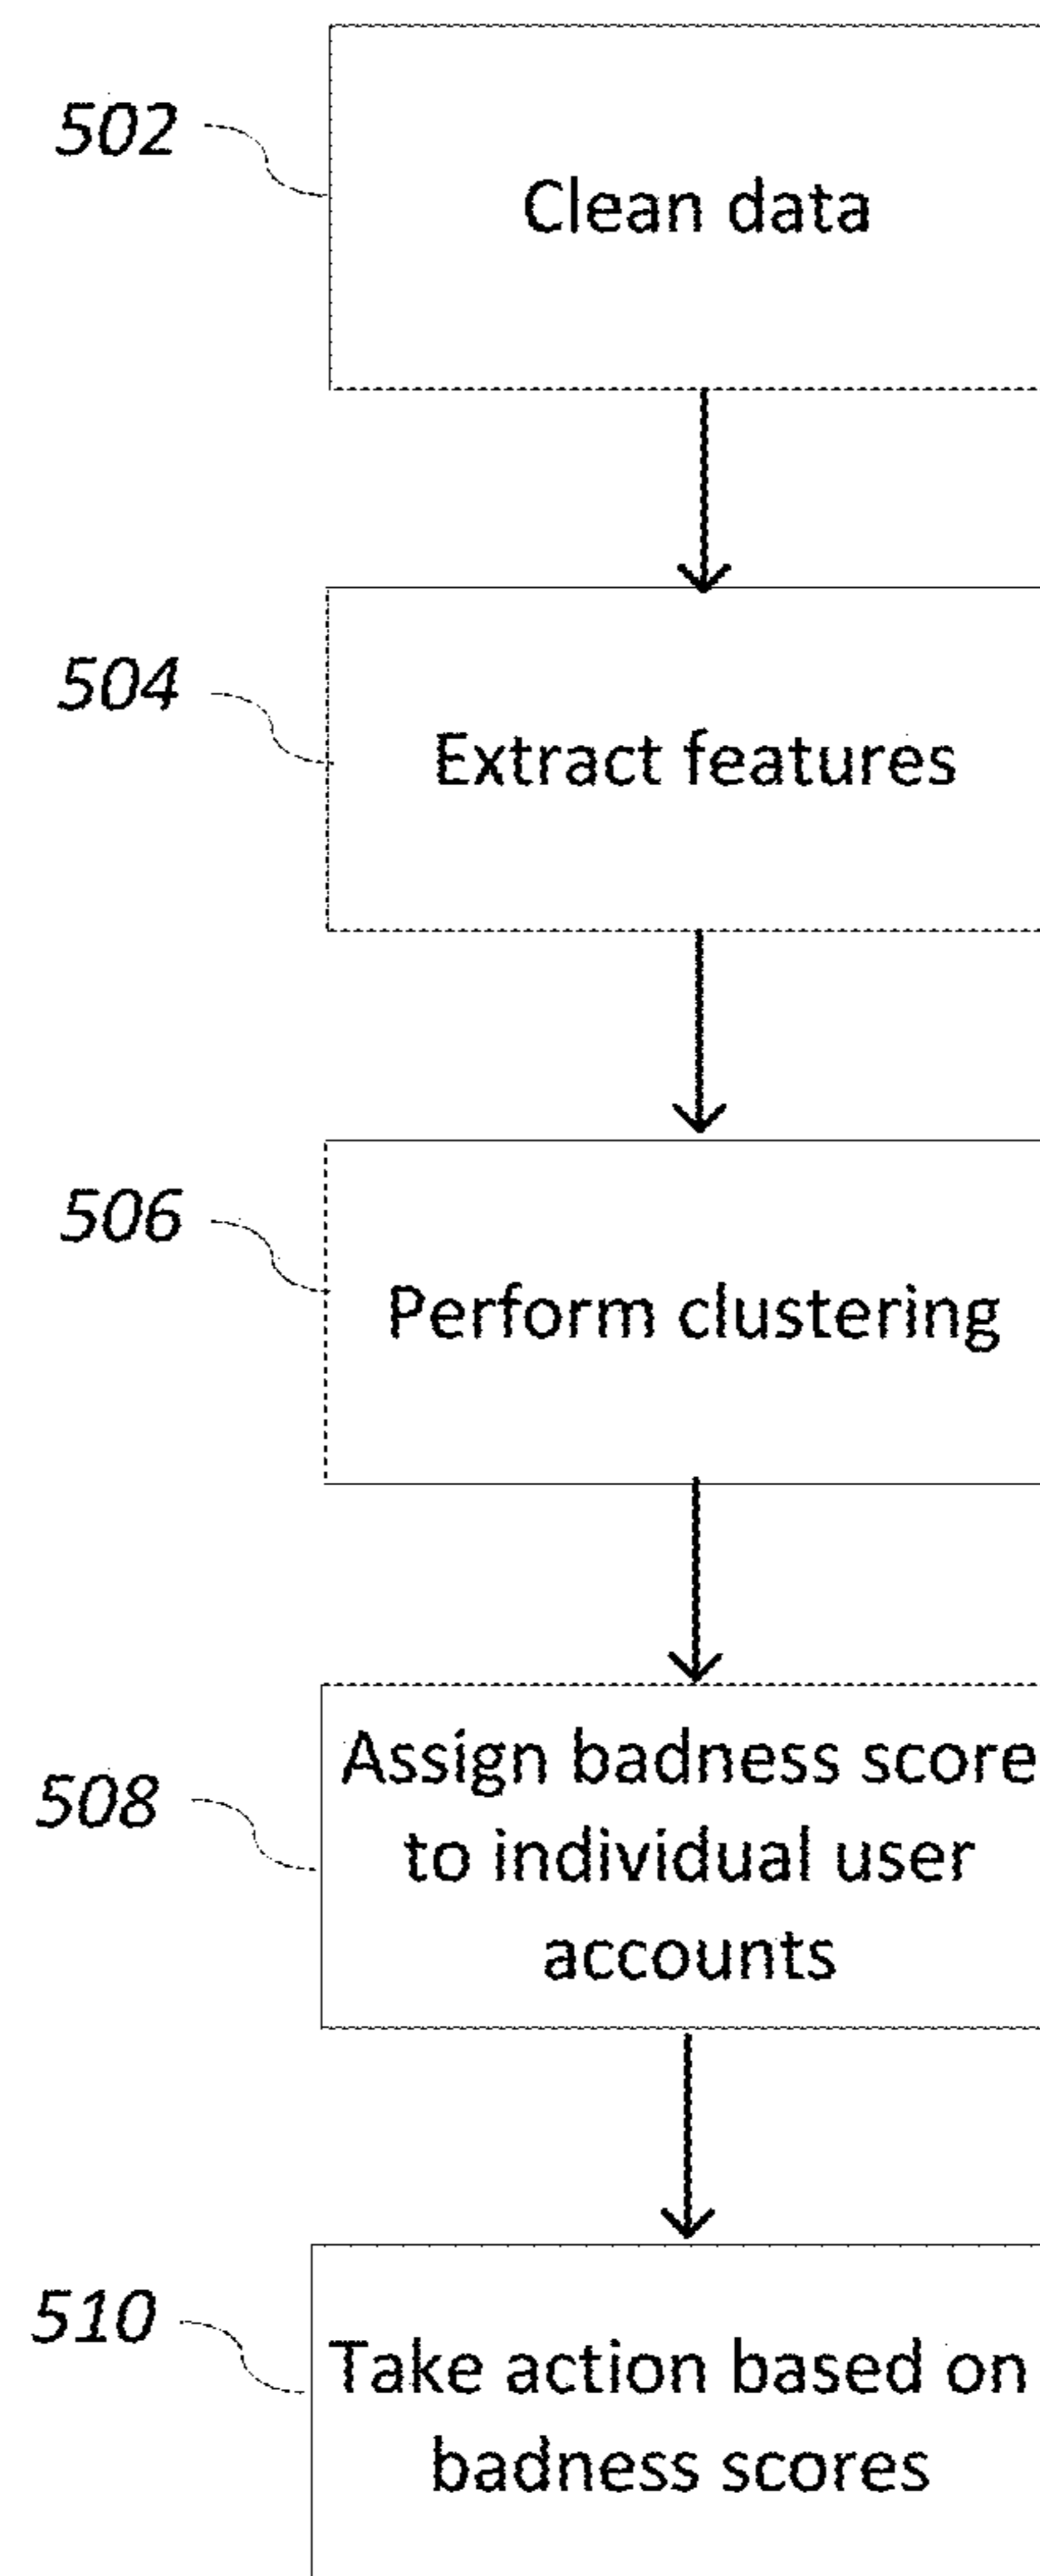 502
Clean data
504
Extract features
506
Perform clustering
508
Assign badness score
to individual user
accounts
510
Take action based on
badness scores